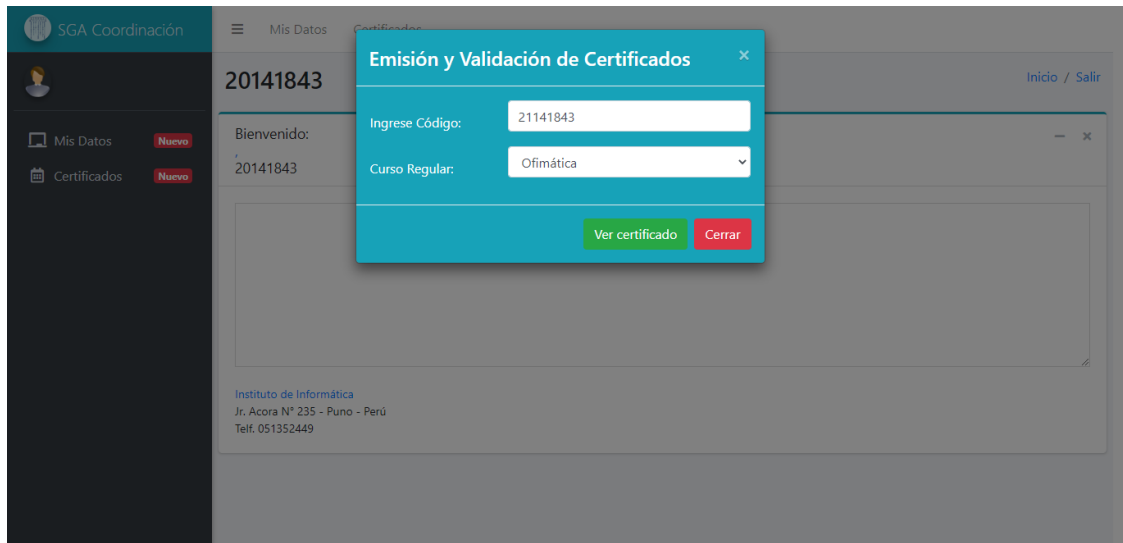 SGA Coordinación
Mis Datos Certificados
20141843
Inicio / Salir
Mis Datos Nuevo
Certificados Nuevo
Bienvenido:
,
20141843
Emisión y Validación de Certificados ×
Ingrese Código: 21141843
Curso Regular: Ofimática
Ver certificado Cerrar
Instituto de Informática
Jr. Acora N° 235 - Puno - Perú
Telf. 051352449